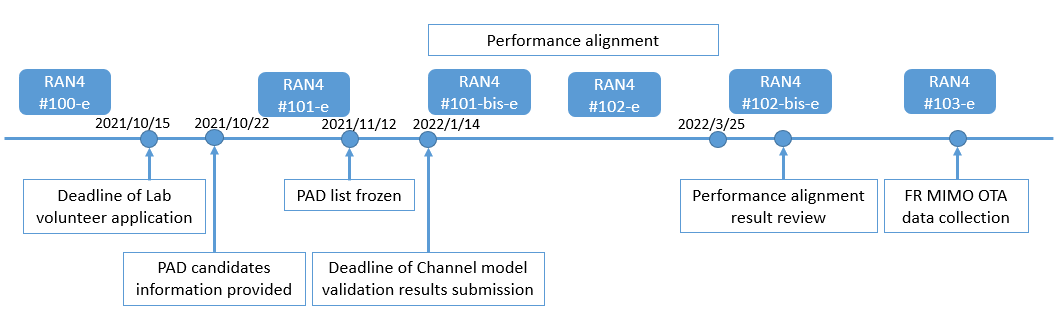 Performance alignment
RAN4
#100-e
RAN4
#101-e
RAN4
#101-bis-e
RAN4
#102-e
RAN4
#102-bis-e
RAN4
#103-e
2021/10/15
2021/10/22
2021/11/12
2022/1/14
2022/3/25
Deadline of Lab
volunteer application
PAD list frozen
Performance alignment
result review
FR MIMO OTA
data collection
PAD candidates
information provided
Deadline of Channel model
validation results submission